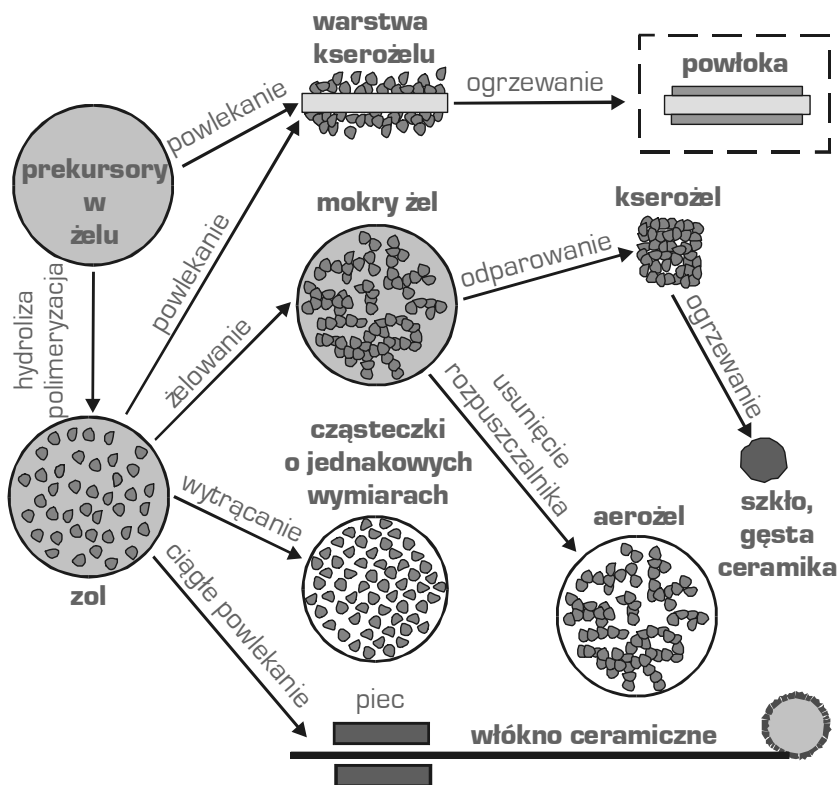 warstwa
kserożelu
powlekanie
ogrzewanie
powłoka
prekursory
w
żelu
powlekanie
mokry żel
odparowanie
kserożel
hydroliza
polimeryzacja
żelowanie
usunięcie
rozpuszczalnika
ogrzewanie
cząsteczki
o jednakowych
wymiarach
wytrącanie
zol
aerożel
szkło,
gęsta
ceramika
ciągłe powlekanie
piec
włókno ceramiczne